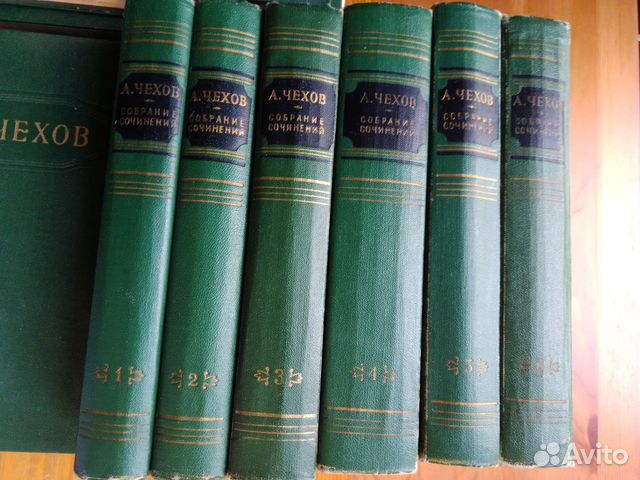 ЧЕХОВ
А. ЧЕХОВ
СОБРАНИЕ
СОЧИНЕНИЙ
1
А. ЧЕХОВ
СОБРАНИЕ
СОЧИНЕНИЙ
2
А. ЧЕХОВ
СОБРАНИЕ
СОЧИНЕНИЙ
3
А. ЧЕХОВ
СОБРАНИЕ
СОЧИНЕНИЙ
4
А. ЧЕХОВ
СОБРАНИЕ
СОЧИНЕНИЙ
5
А. ЧЕХОВ
СОБРАНИЕ
СОЧИНЕНИЙ
Avito